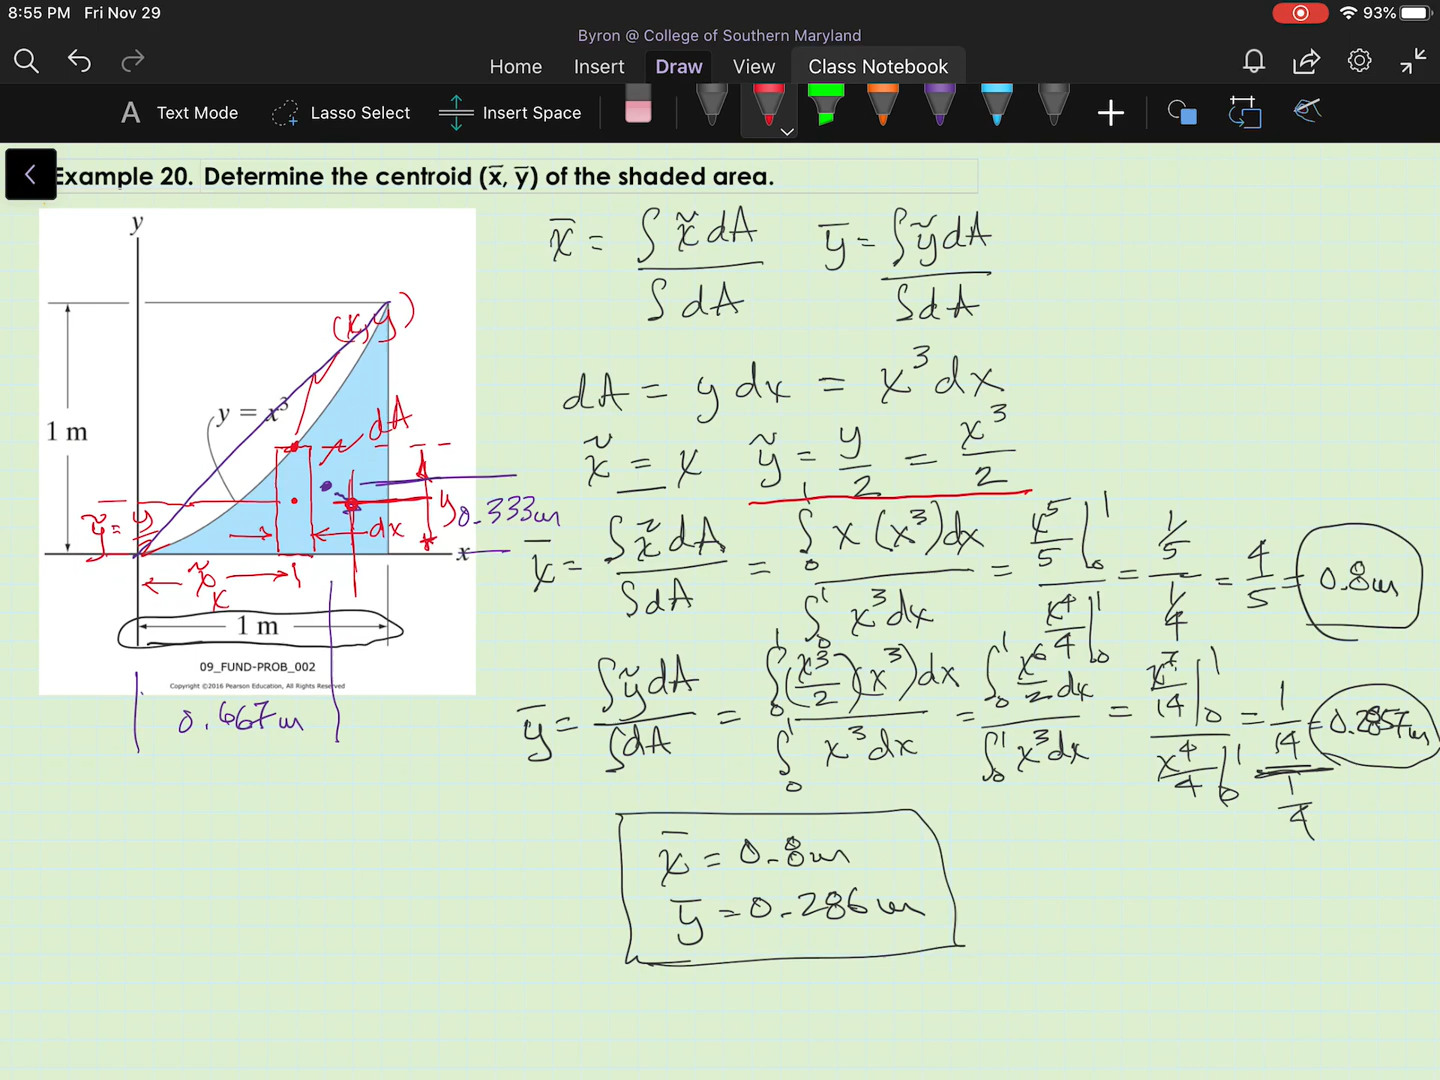 8:55 PM Fri Nov 29
93%
Byron @ College of Southern Maryland
Home Insert Draw View Class Notebook
A Text Mode Lasso Select Insert Space
Example 20. Determine the centroid (x̅, y̅) of the shaded area.
y
(x, y)
1 m
y = x³
dA
y
0.333m
ỹ = y/2
dx
x
x̃
x
1 m
09_FUND-PROB_002
Copyright ©2016 Pearson Education, All Rights Reserved
0.667m
x̅ = ∫x̃dA / ∫dA y̅ = ∫ỹdA / ∫dA
dA = y dx = x³dx
x̃ = x ỹ = y/2 = x³/2
x̅ = ∫x̃dA / ∫dA = ∫₀¹ x(x³)dx / ∫₀¹ x³dx = x⁵/5|₀¹ / x⁴/4|₀¹ = 1/5 / 1/4 = 4/5 = 0.8m
y̅ = ∫ỹdA / ∫dA = ∫₀¹ (x³/2)(x³)dx / ∫₀¹ x³dx = ∫₀¹ x⁶/2 dx / ∫₀¹ x³dx = x⁷/14|₀¹ / x⁴/4|₀¹ = 1/14 / 1/4 = 0.2857m
x̅ = 0.8m
y̅ = 0.286m